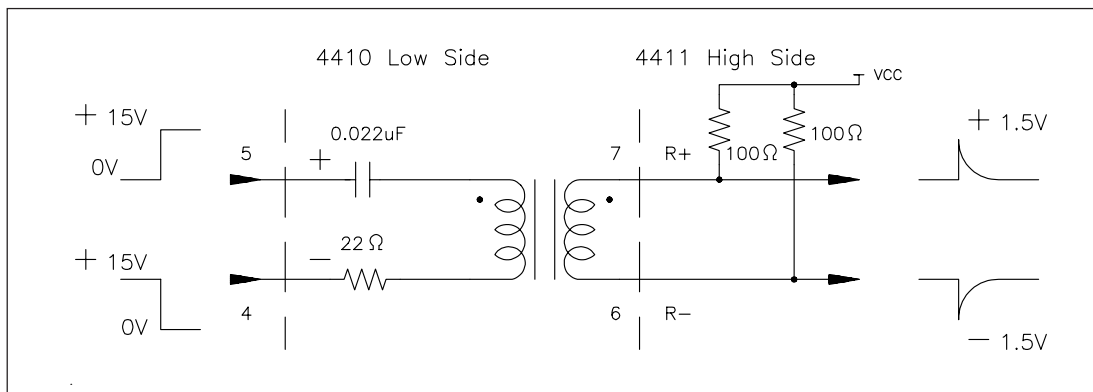 4410 Low Side
4411 High Side
VCC
+ 15V
0V
5
+
0.022uF
7
R+
100Ω
100Ω
+ 1.5V
+ 15V
0V
4
−
22Ω
6
R−
− 1.5V